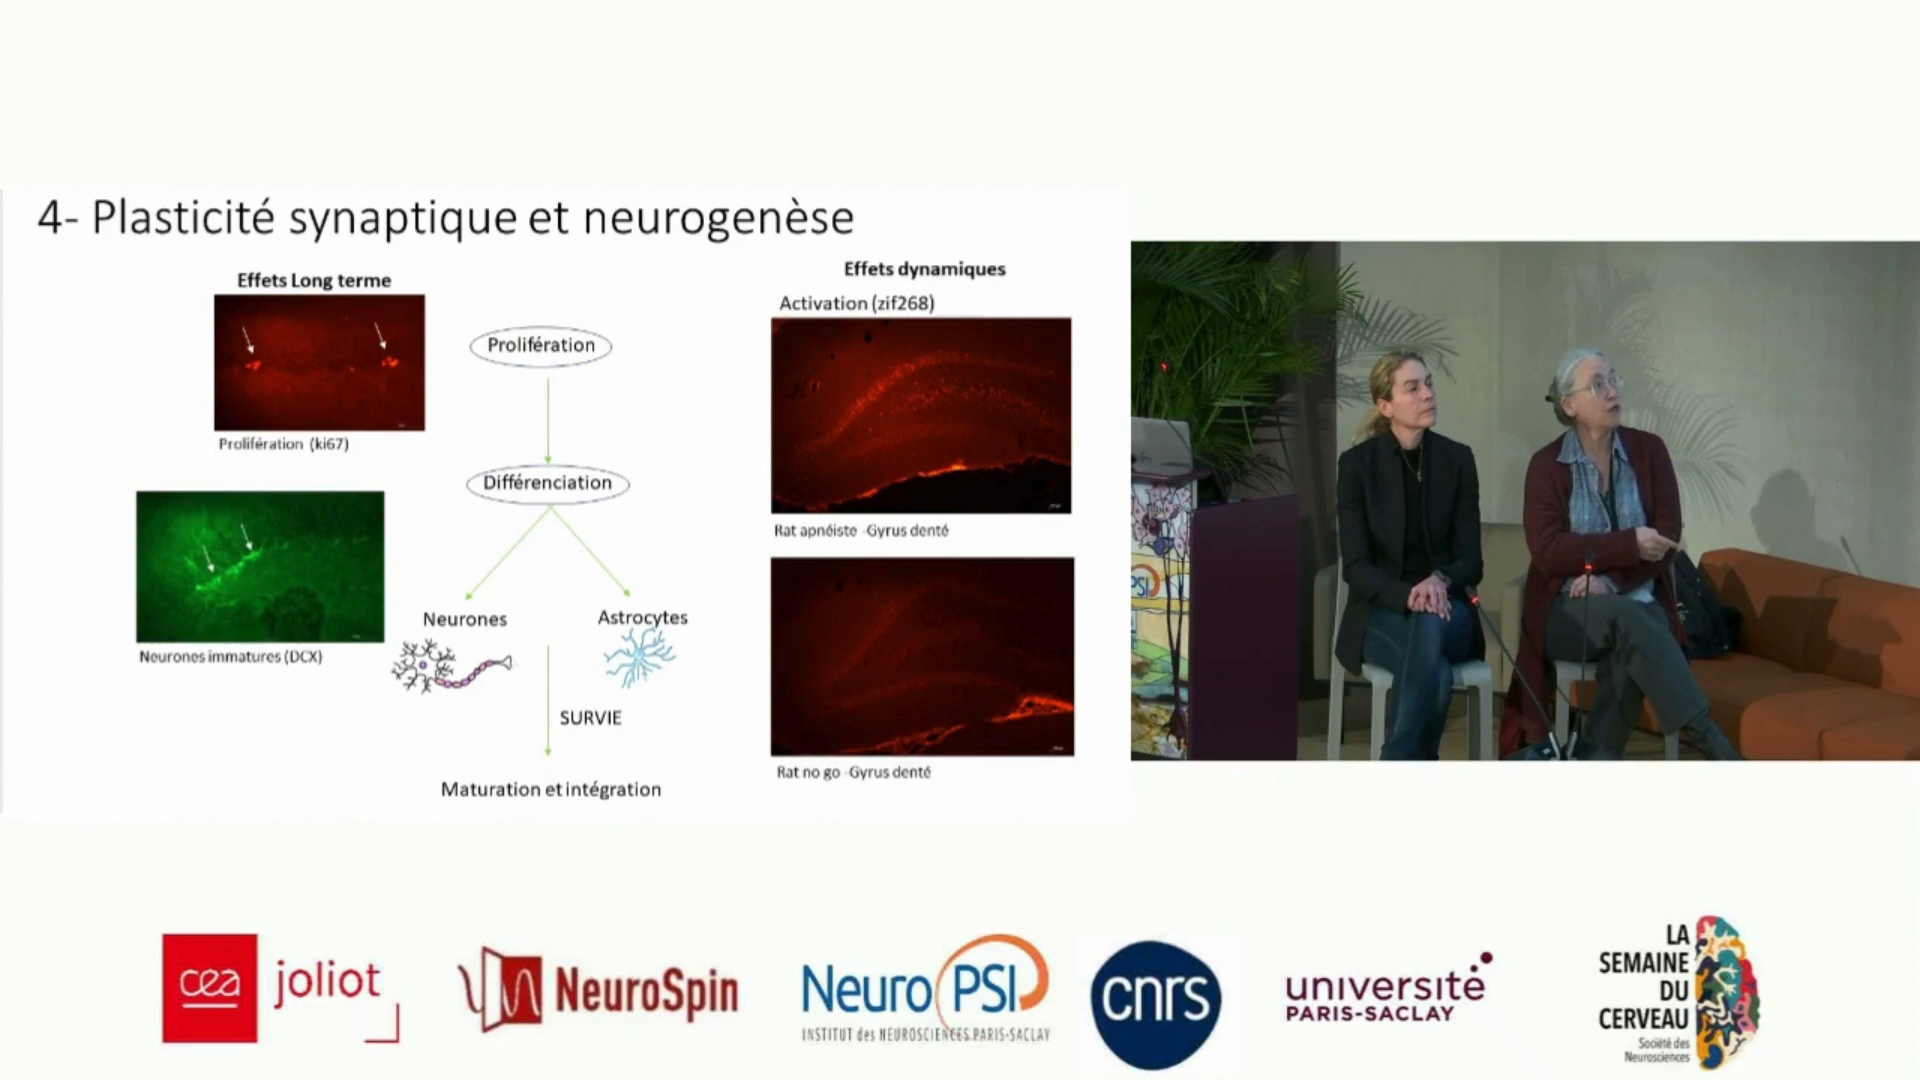 4- Plasticité synaptique et neurogenèse
Effets Long terme
Prolifération (ki67)
Neurones immatures (DCX)
Prolifération
Différenciation
Neurones
Astrocytes
SURVIE
Maturation et intégration
Effets dynamiques
Activation (zif268)
Rat apnéiste -Gyrus denté
Rat no go -Gyrus denté
PSI
cea
joliot
NeuroSpin
NeuroPSI
INSTITUT des NEUROSCIENCES PARIS-SACLAY
cnrs
université
PARIS-SACLAY
LA
SEMAINE
DU
CERVEAU
Société des
Neurosciences